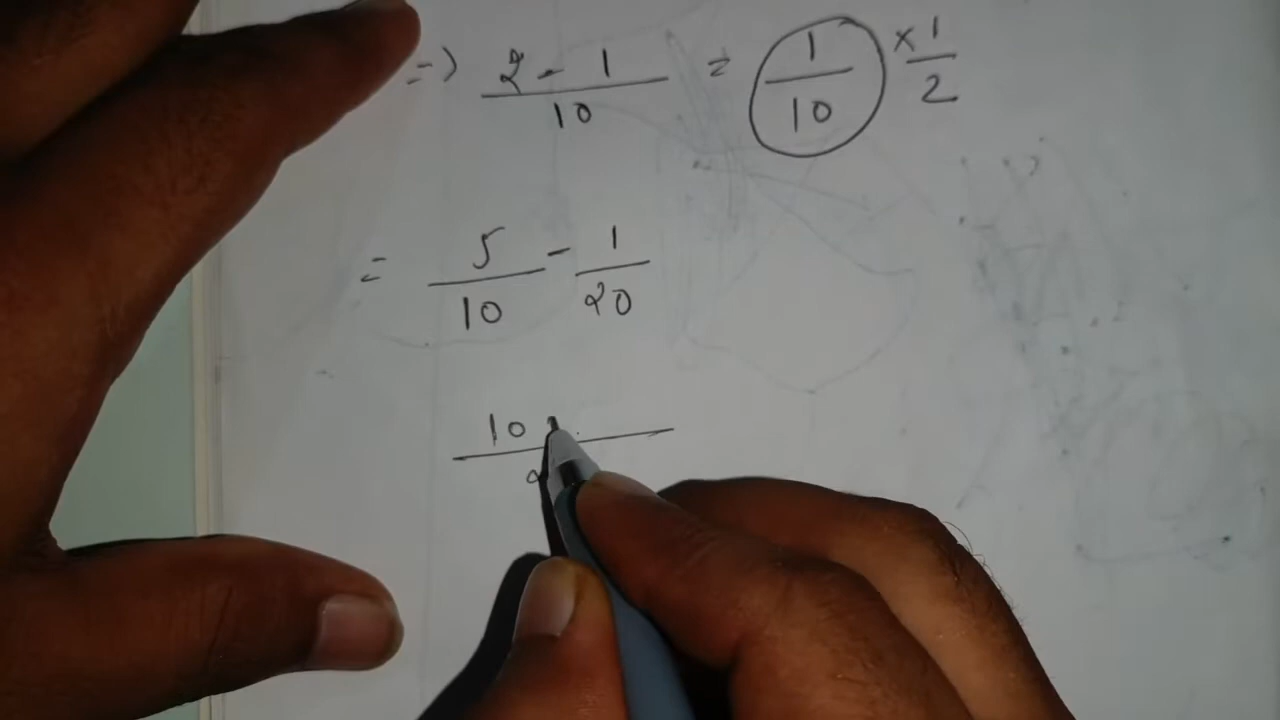 => 2 - 1 / 10 = 1 / 10 × 1 / 2
= 5 / 10 - 1 / 20
10